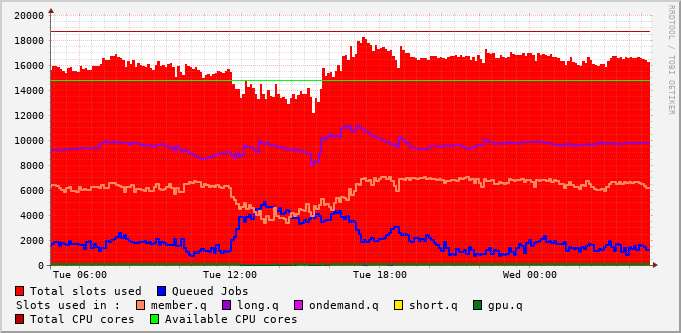 20000
18000
16000
14000
12000
10000
8000
6000
4000
2000
0
Tue 06:00 Tue 12:00 Tue 18:00 Wed 00:00
RRDTOOL / TOBI OETIKER
Total slots used Queued Jobs
Slots used in : member.q long.q ondemand.q short.q gpu.q
Total CPU cores Available CPU cores